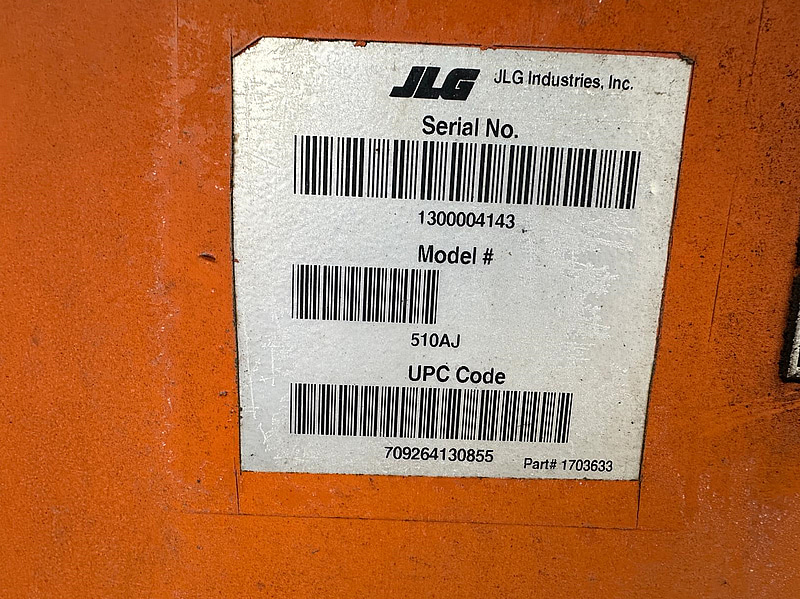 JLG JLG Industries, Inc.
Serial No.
1300004143
Model #
510AJ
UPC Code
709264130855
Part# 1703633